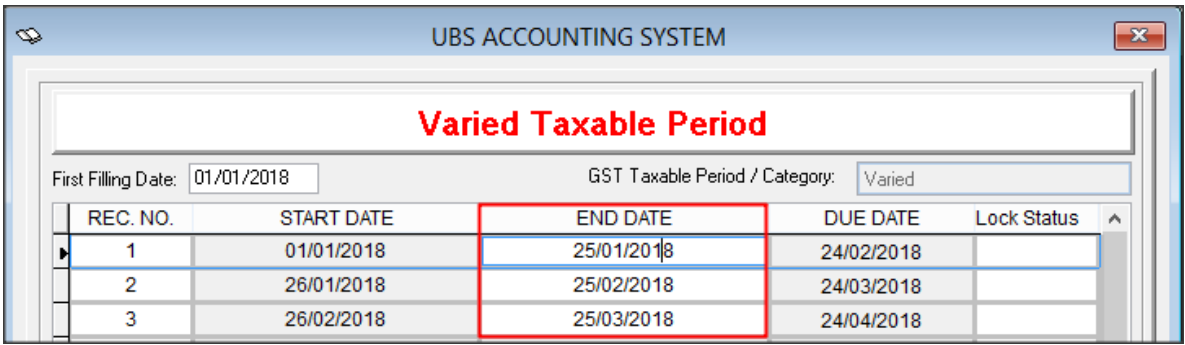 UBS ACCOUNTING SYSTEM
Varied Taxable Period
First Filling Date: 01/01/2018 GST Taxable Period / Category: Varied
REC. NO. START DATE END DATE DUE DATE Lock Status
1 01/01/2018 25/01/2018 24/02/2018
2 26/01/2018 25/02/2018 24/03/2018
3 26/02/2018 25/03/2018 24/04/2018